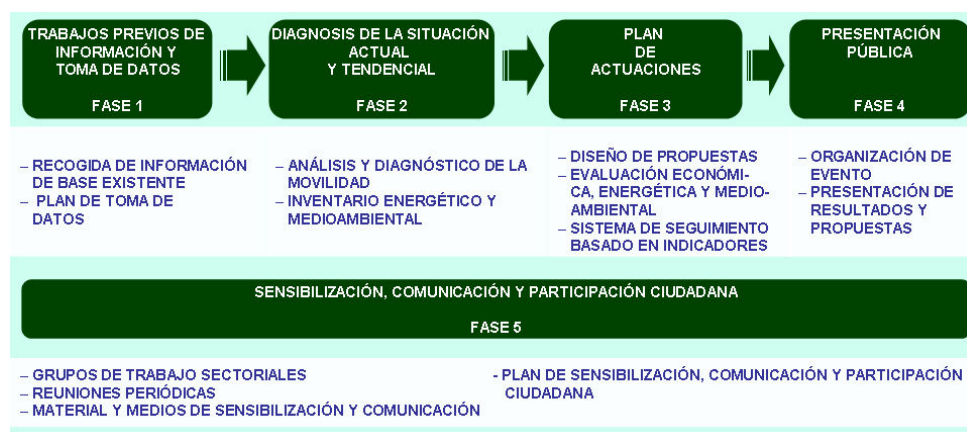 TRABAJOS PREVIOS DE
INFORMACIÓN Y
TOMA DE DATOS
FASE 1
DIAGNOSIS DE LA SITUACIÓN
ACTUAL
Y TENDENCIAL
FASE 2
PLAN
DE
ACTUACIONES
FASE 3
PRESENTACIÓN
PÚBLICA
FASE 4
– RECOGIDA DE INFORMACIÓN
DE BASE EXISTENTE
– PLAN DE TOMA DE
DATOS
– ANÁLISIS Y DIAGNÓSTICO DE LA
MOVILIDAD
– INVENTARIO ENERGÉTICO Y
MEDIOAMBIENTAL
– DISEÑO DE PROPUESTAS
– EVALUACIÓN ECONÓMI-
CA, ENERGÉTICA Y MEDIO-
AMBIENTAL
– SISTEMA DE SEGUIMIENTO
BASADO EN INDICADORES
– ORGANIZACIÓN DE
EVENTO
– PRESENTACIÓN DE
RESULTADOS Y
PROPUESTAS
SENSIBILIZACIÓN, COMUNICACIÓN Y PARTICIPACIÓN CIUDADANA
FASE 5
– GRUPOS DE TRABAJO SECTORIALES
– REUNIONES PERIÓDICAS
– MATERIAL Y MEDIOS DE SENSIBILIZACIÓN Y COMUNICACIÓN
- PLAN DE SENSIBILIZACIÓN, COMUNICACIÓN Y PARTICIPACIÓN
CIUDADANA